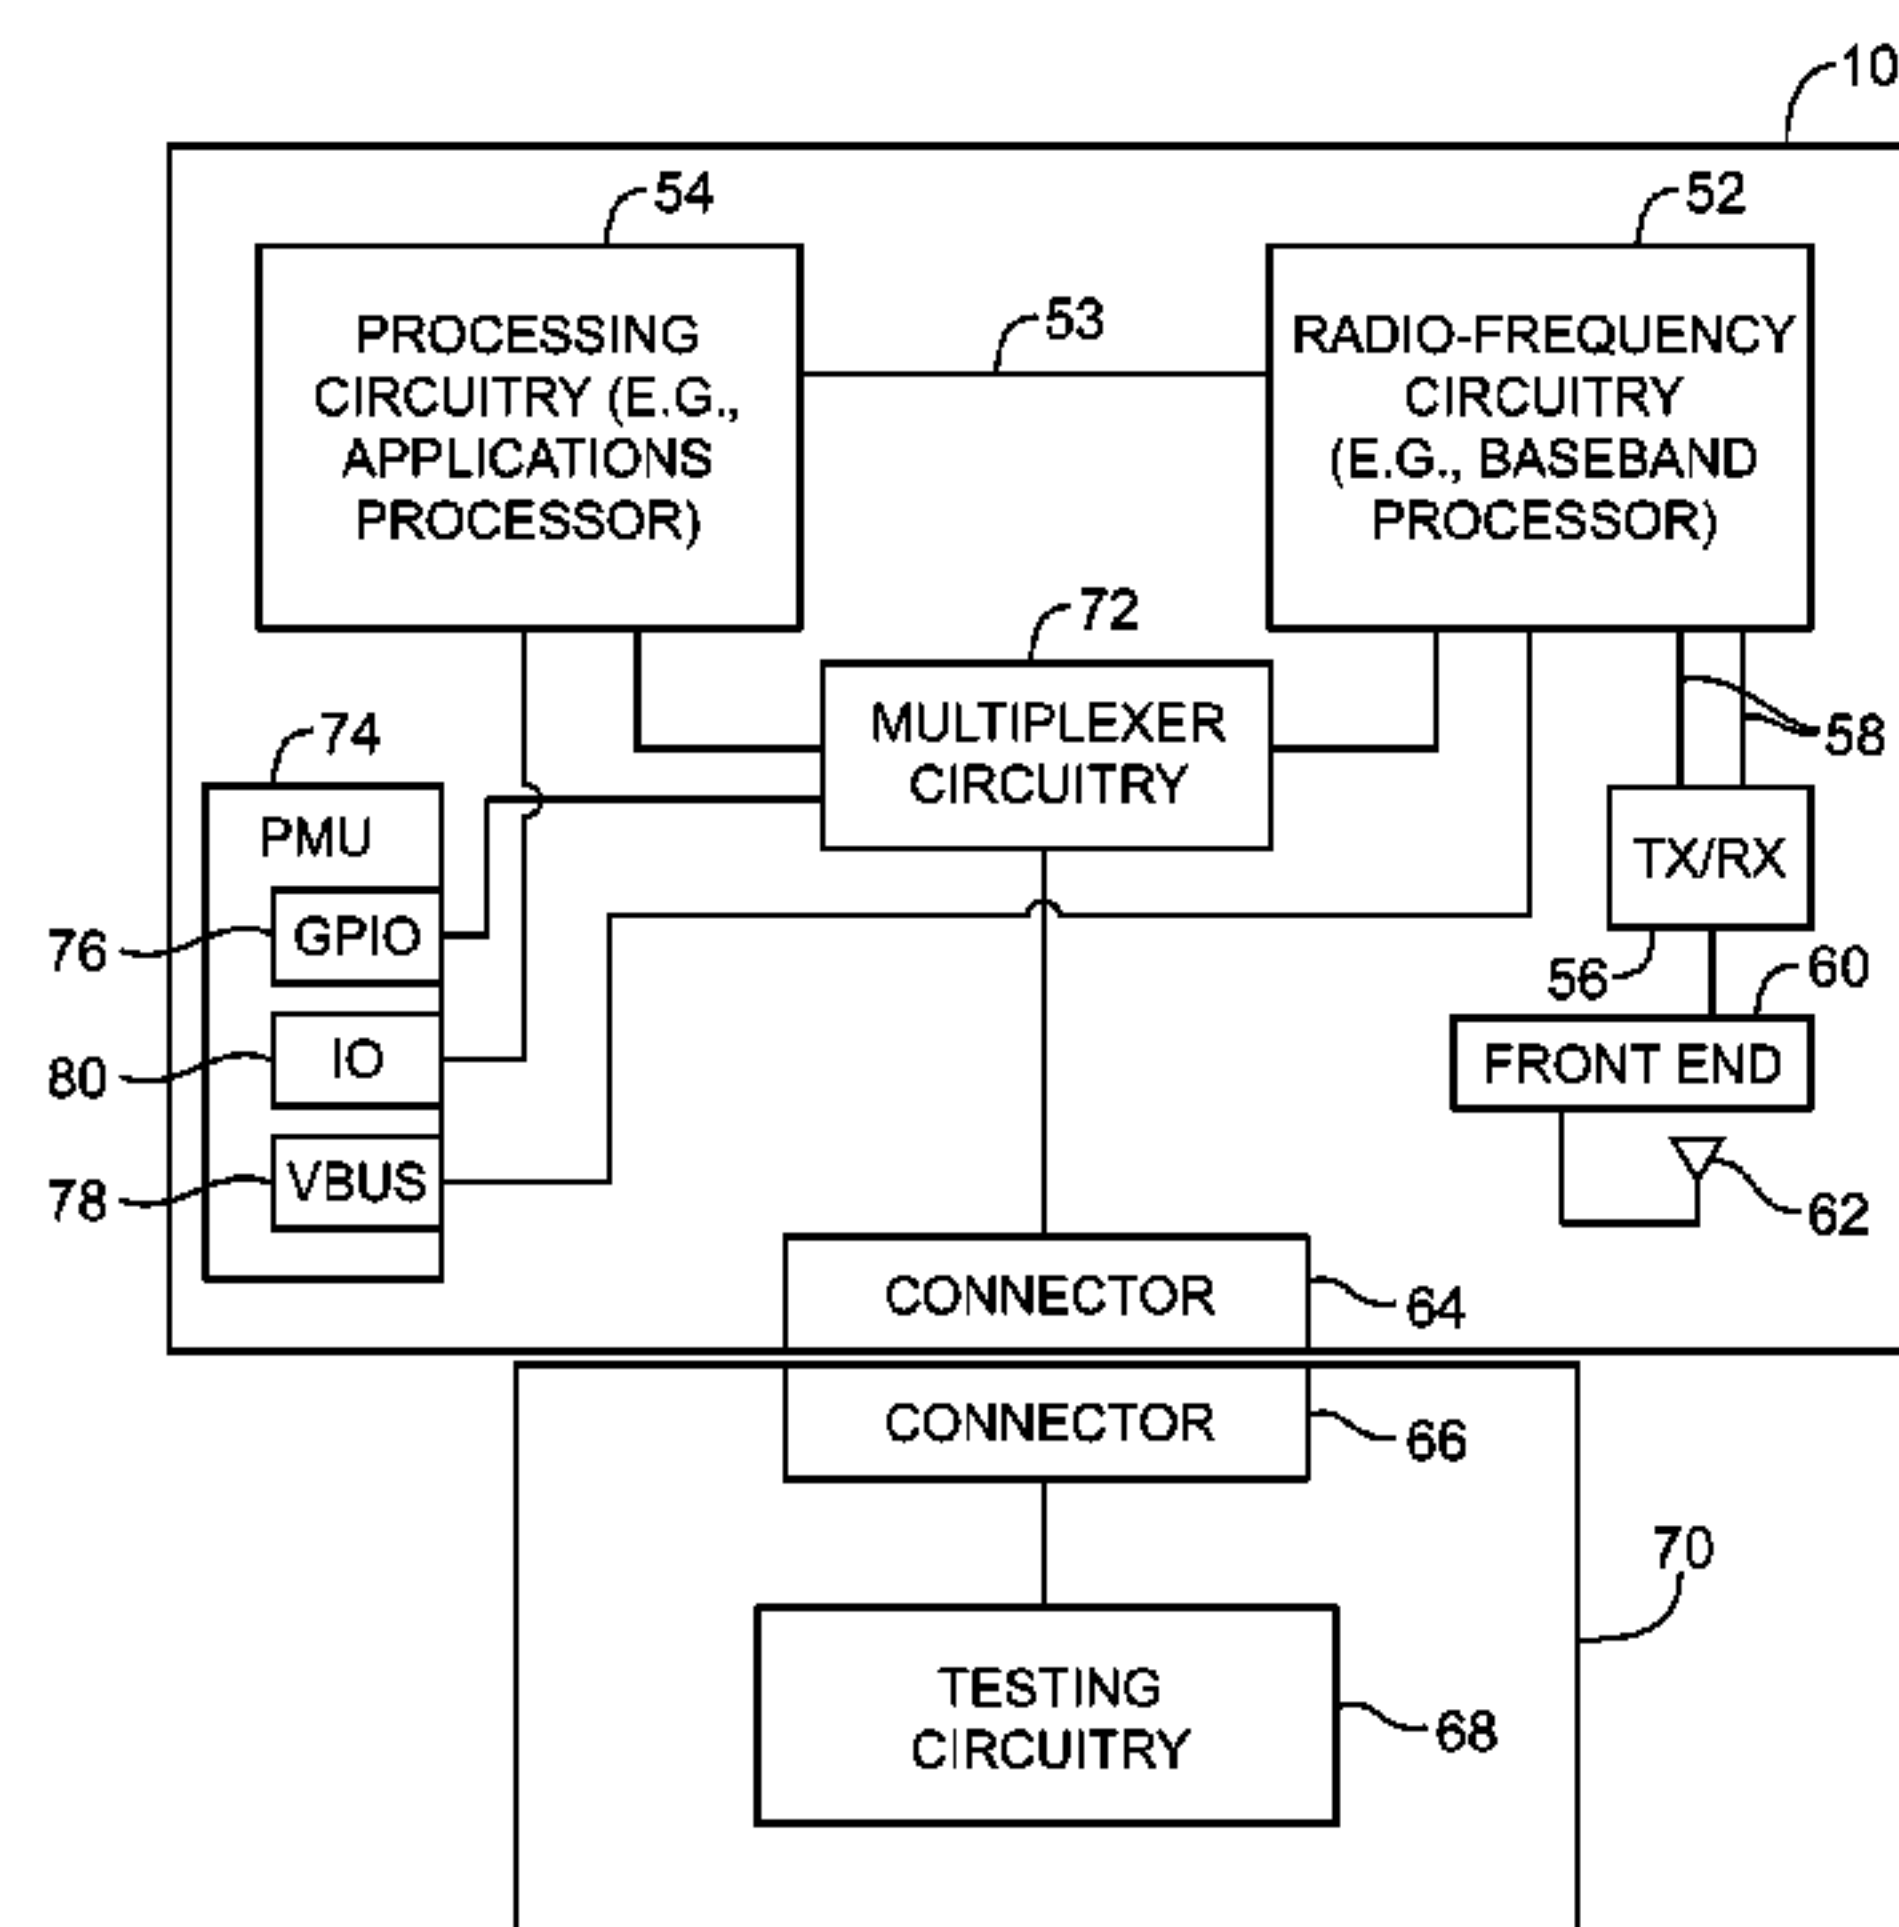 10
54
52
PROCESSING
CIRCUITRY (E.G.,
APPLICATIONS
PROCESSOR)
53
RADIO-FREQUENCY
CIRCUITRY
(E.G., BASEBAND
PROCESSOR)
72
MULTIPLEXER
CIRCUITRY
58
74
PMU
TX/RX
76
GPIO
56
60
80
IO
FRONT END
78
VBUS
62
CONNECTOR
64
CONNECTOR
66
70
TESTING
CIRCUITRY
68